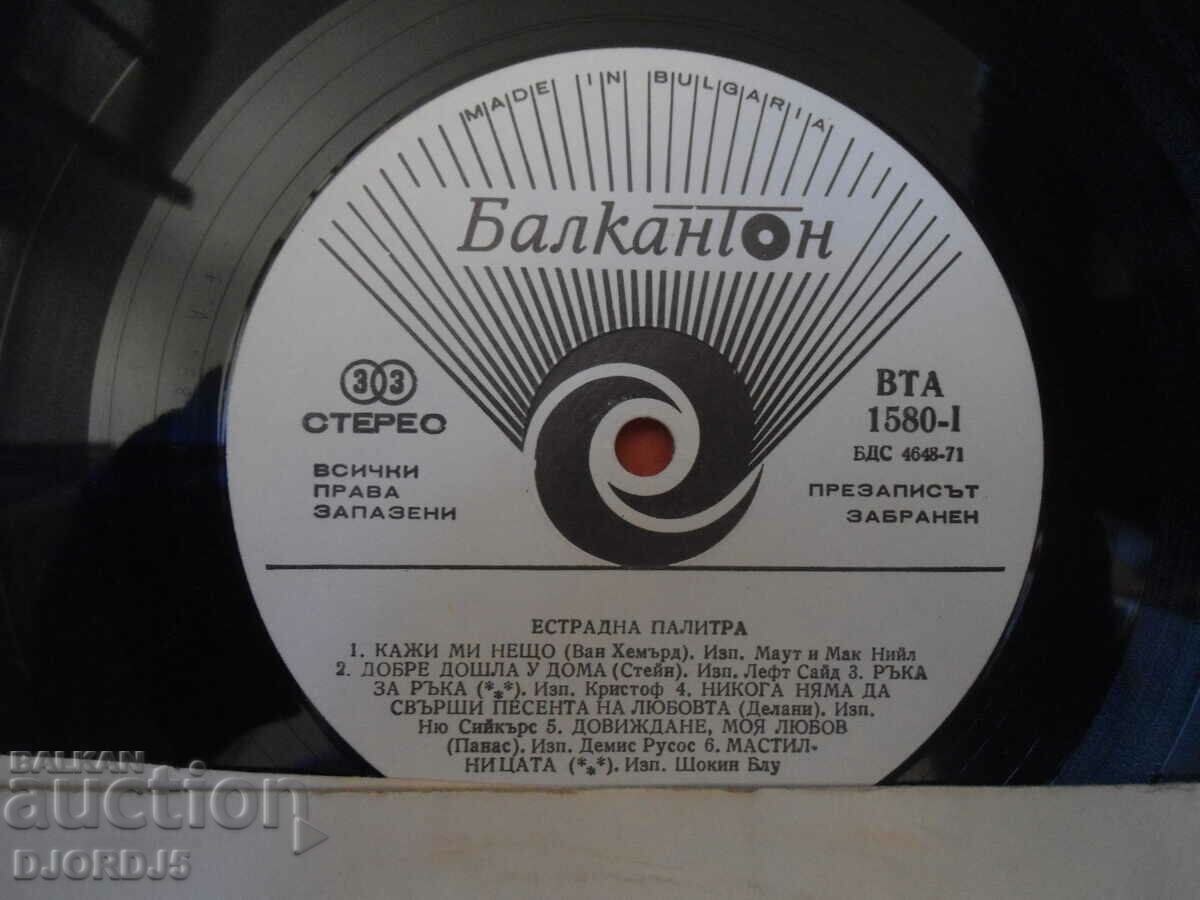 MADE IN BULGARIA
Балкантон
33
СТЕРЕО
ВСИЧКИ
ПРАВА
ЗАПАЗЕНИ
ВТА
1580-I
БДС 4648-71
ПРЕЗАПИСЪТ
ЗАБРАНЕН
ЕСТРАДНА ПАЛИТРА
1. КАЖИ МИ НЕЩО (Ван Хемърд). Изп. Маут и Мак Нийл
2. ДОБРЕ ДОШЛА У ДОМА (Стейн). Изп. Лефт Сайд 3. РЪКА
ЗА РЪКА (***). Изп. Кристоф 4. НИКОГА НЯМА ДА
СВЪРШИ ПЕСЕНТА НА ЛЮБОВТА (Делани). Изп.
Ню Сийкърс 5. ДОВИЖДАНЕ, МОЯ ЛЮБОВ
(Панас). Изп. Демис Русос 6. МАСТИЛ-
НИЦАТА (***). Изп. Шокин Блу
BALKAN
auction
DJORDJ5